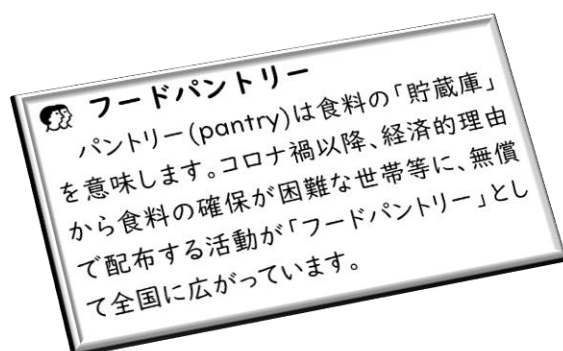 フードパントリー
パントリー(pantry)は食料の「貯蔵庫」
を意味します。コロナ禍以降、経済的理由
から食料の確保が困難な世帯等に、無償
で配布する活動が「フードパントリー」とし
て全国に広がっています。